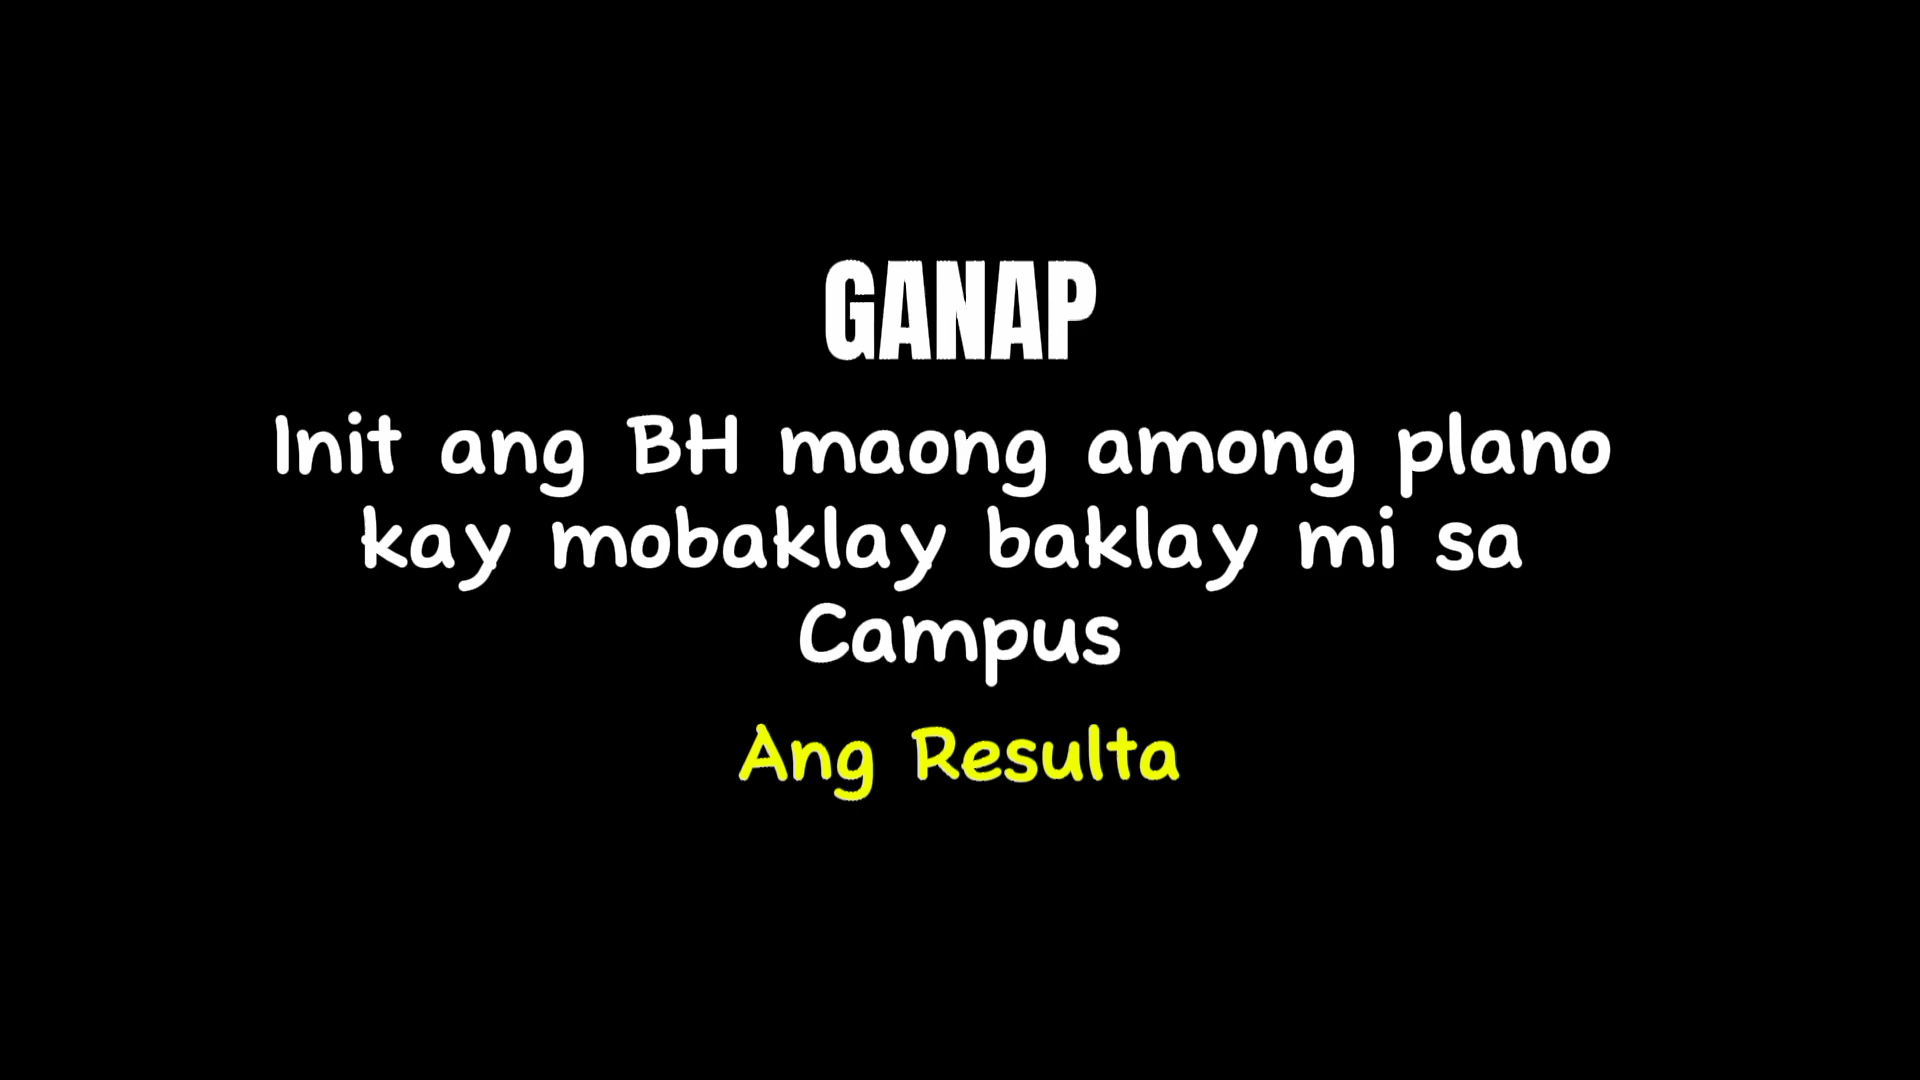 GANAP
Init ang BH maong among plano
kay mobaklay baklay mi sa
Campus
Ang Resulta